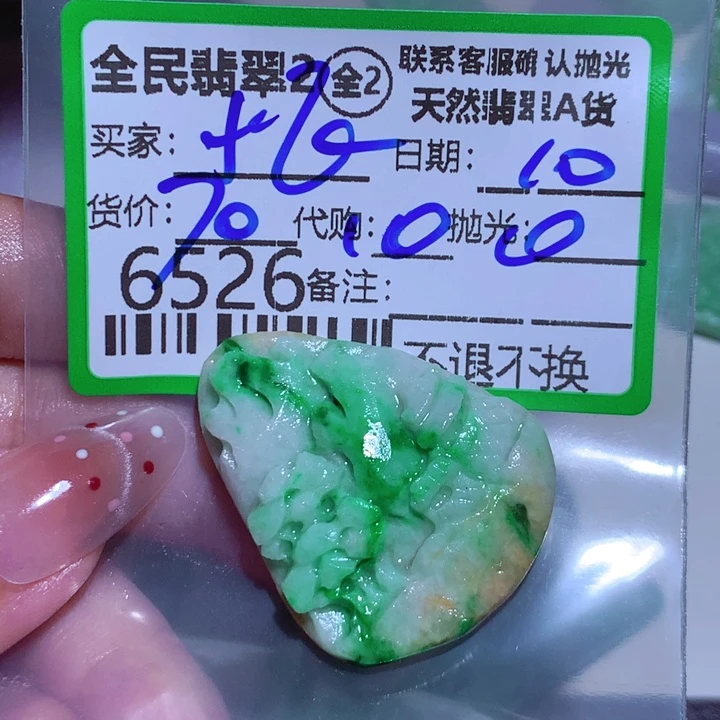 全民翡翠2 全2 联系客服确认抛光
天然翡翠A货
买家: 日期: 10
货价: 70 代购: 10 抛光:
6526 备注:
不退不换